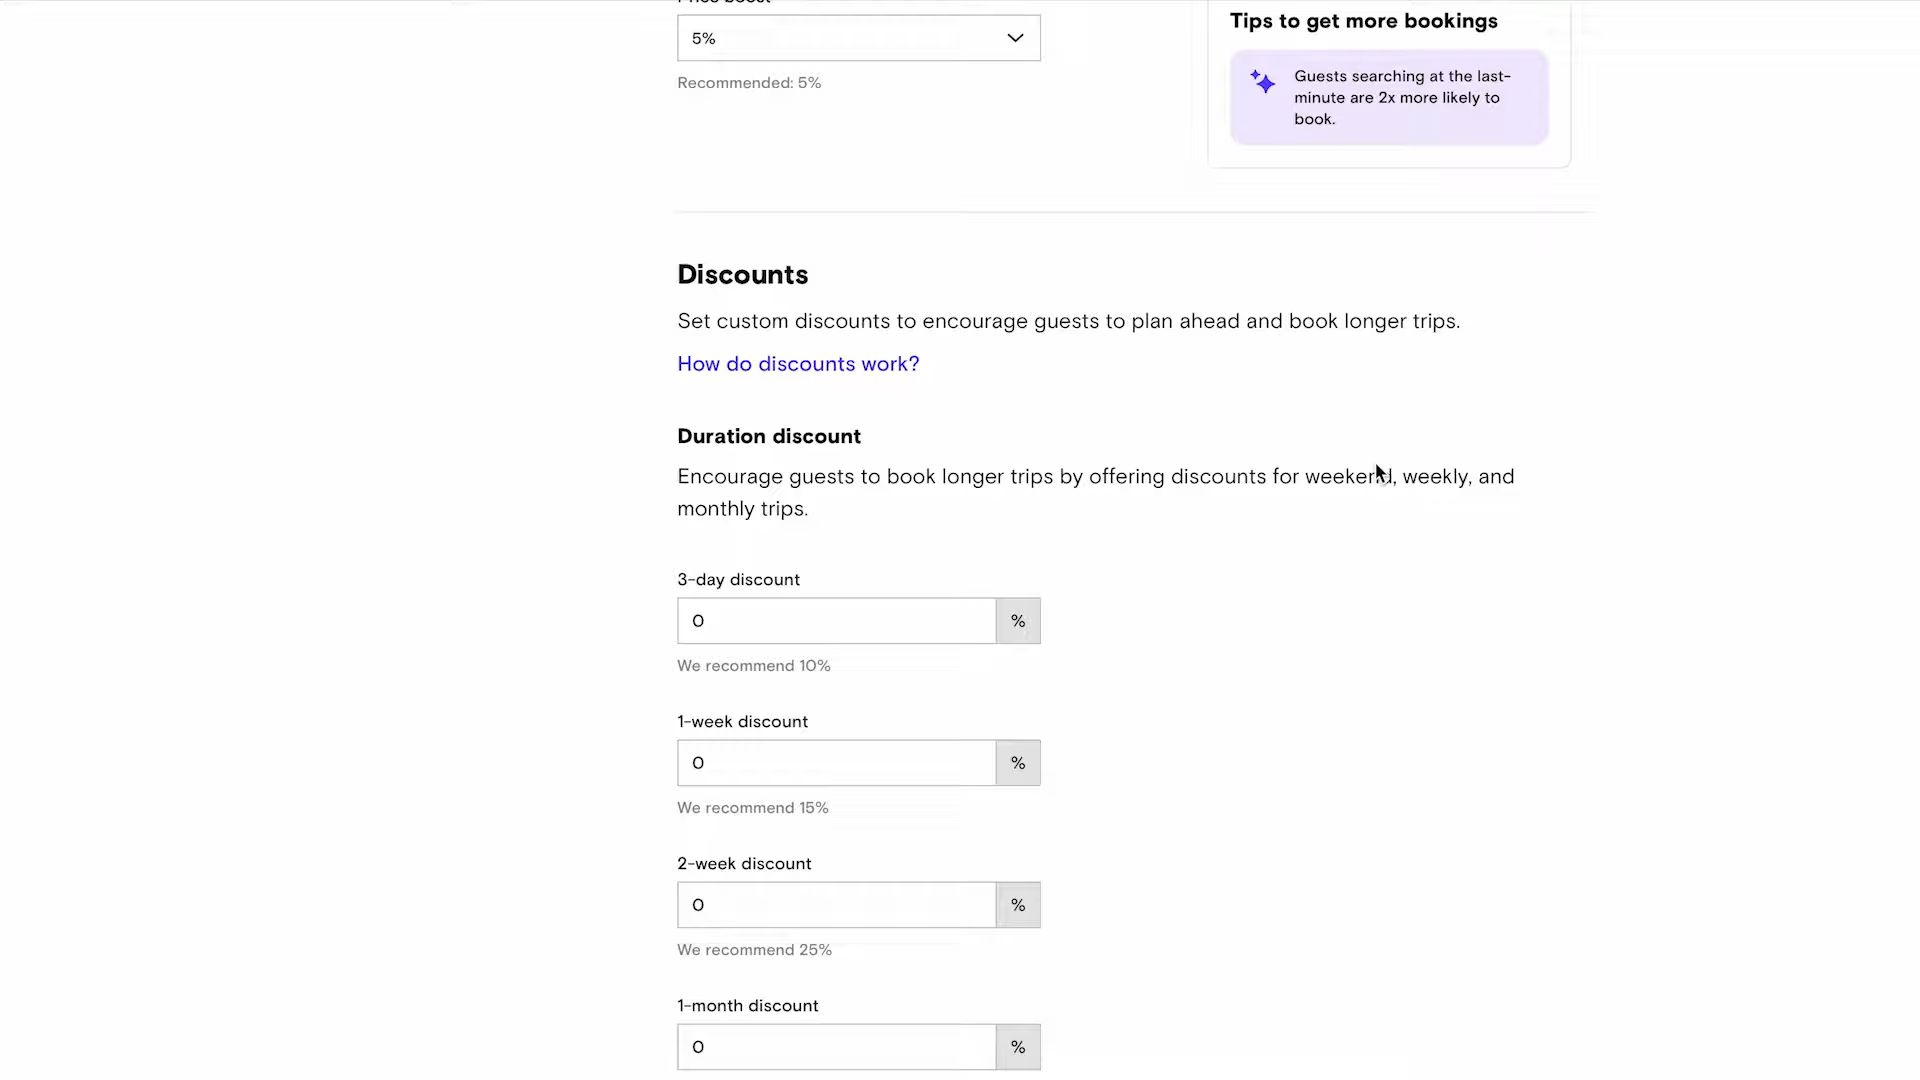 5%
Recommended: 5%
Tips to get more bookings
Guests searching at the last-
minute are 2x more likely to
book.
Discounts
Set custom discounts to encourage guests to plan ahead and book longer trips.
How do discounts work?
Duration discount
Encourage guests to book longer trips by offering discounts for weekend, weekly, and
monthly trips.
3-day discount
0 %
We recommend 10%
1-week discount
0 %
We recommend 15%
2-week discount
0 %
We recommend 25%
1-month discount
0 %